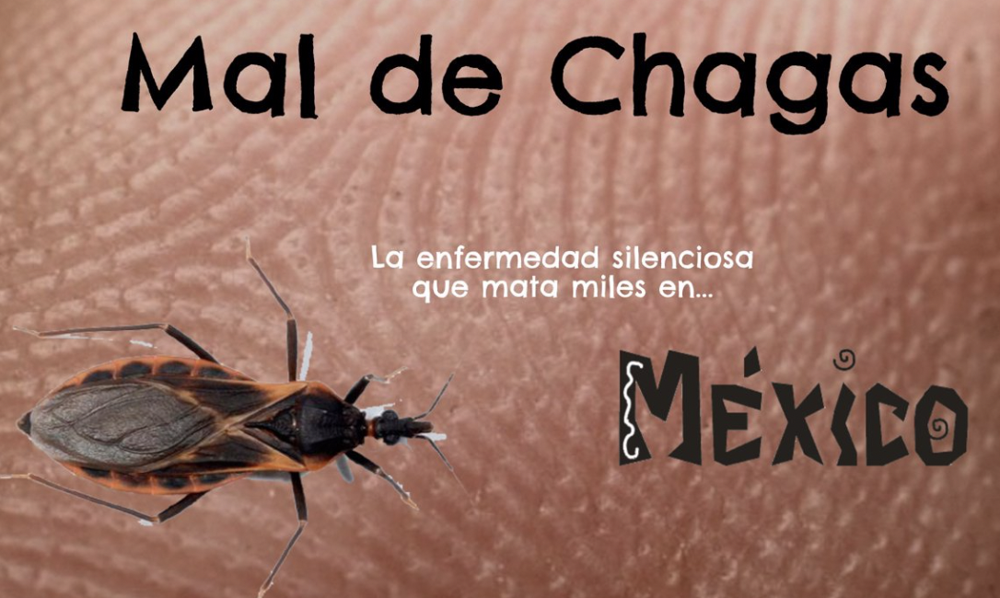 Mal de Chagas
La enfermedad silenciosa
que mata miles en...
MÉXICO